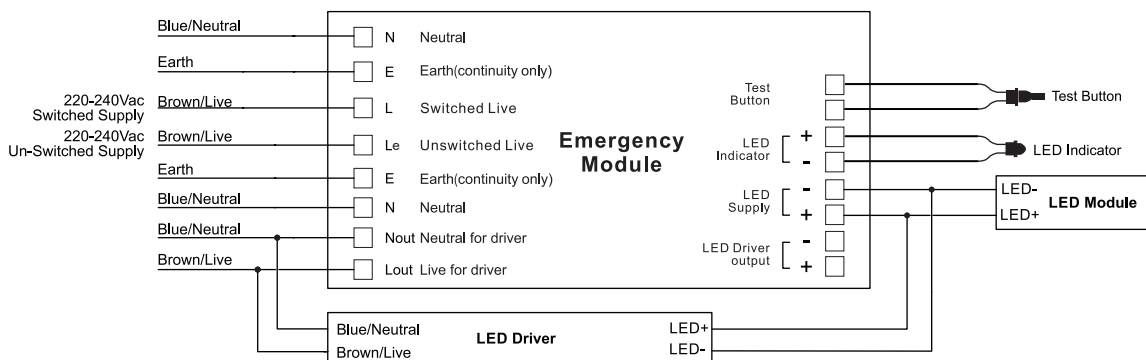 Blue/Neutral
N Neutral
Earth
E Earth(continuity only)
220-240Vac
Switched Supply
Brown/Live
L Switched Live
220-240Vac
Un-Switched Supply
Brown/Live
Le Unswitched Live
Earth
E Earth(continuity only)
Blue/Neutral
N Neutral
Blue/Neutral
Nout Neutral for driver
Brown/Live
Lout Live for driver
Emergency
Module
Test
Button
Test Button
LED
Indicator
+
-
LED Indicator
LED
Supply
-
+
LED-
LED+
LED Module
LED Driver
output
-
+
Blue/Neutral
Brown/Live
LED Driver
LED+
LED-